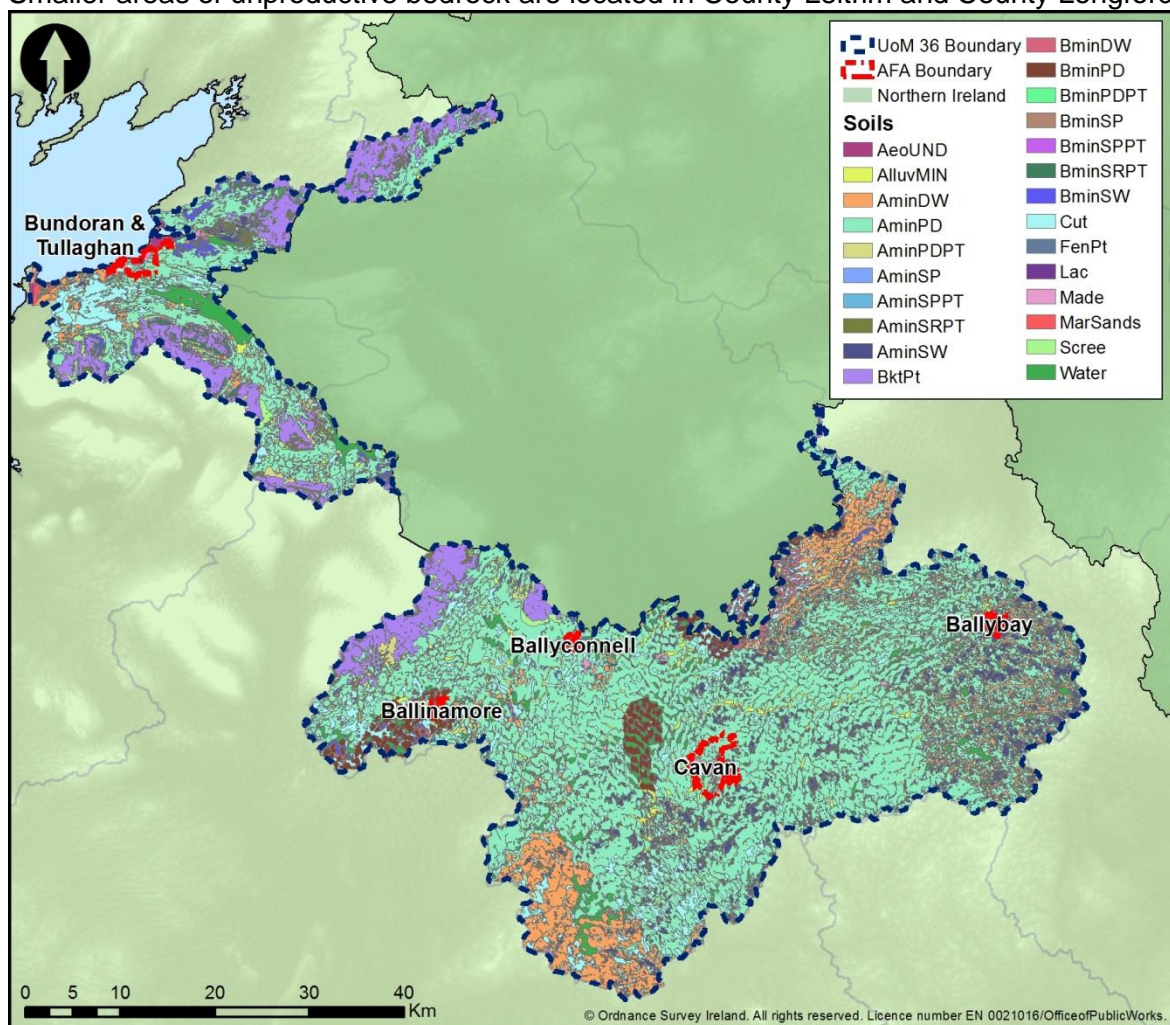 Smaller areas of unproductive bedrock are located in County Leitrim and County Longford
UoM 36 Boundary
AFA Boundary
Northern Ireland
Soils
AeoUND
AlluvMIN
AminDW
AminPD
AminPDPT
AminSP
AminSPPT
AminSRPT
AminSW
BktPt
BminDW
BminPD
BminPDPT
BminSP
BminSPPT
BminSRPT
BminSW
Cut
FenPt
Lac
Made
MarSands
Scree
Water
Bundoran &
Tullaghan
Ballybay
Ballyconnell
Ballinamore
Cavan
0 5 10 20 30 40
Km
© Ordnance Survey Ireland. All rights reserved. Licence number EN 0021016/OfficeofPublicWorks.